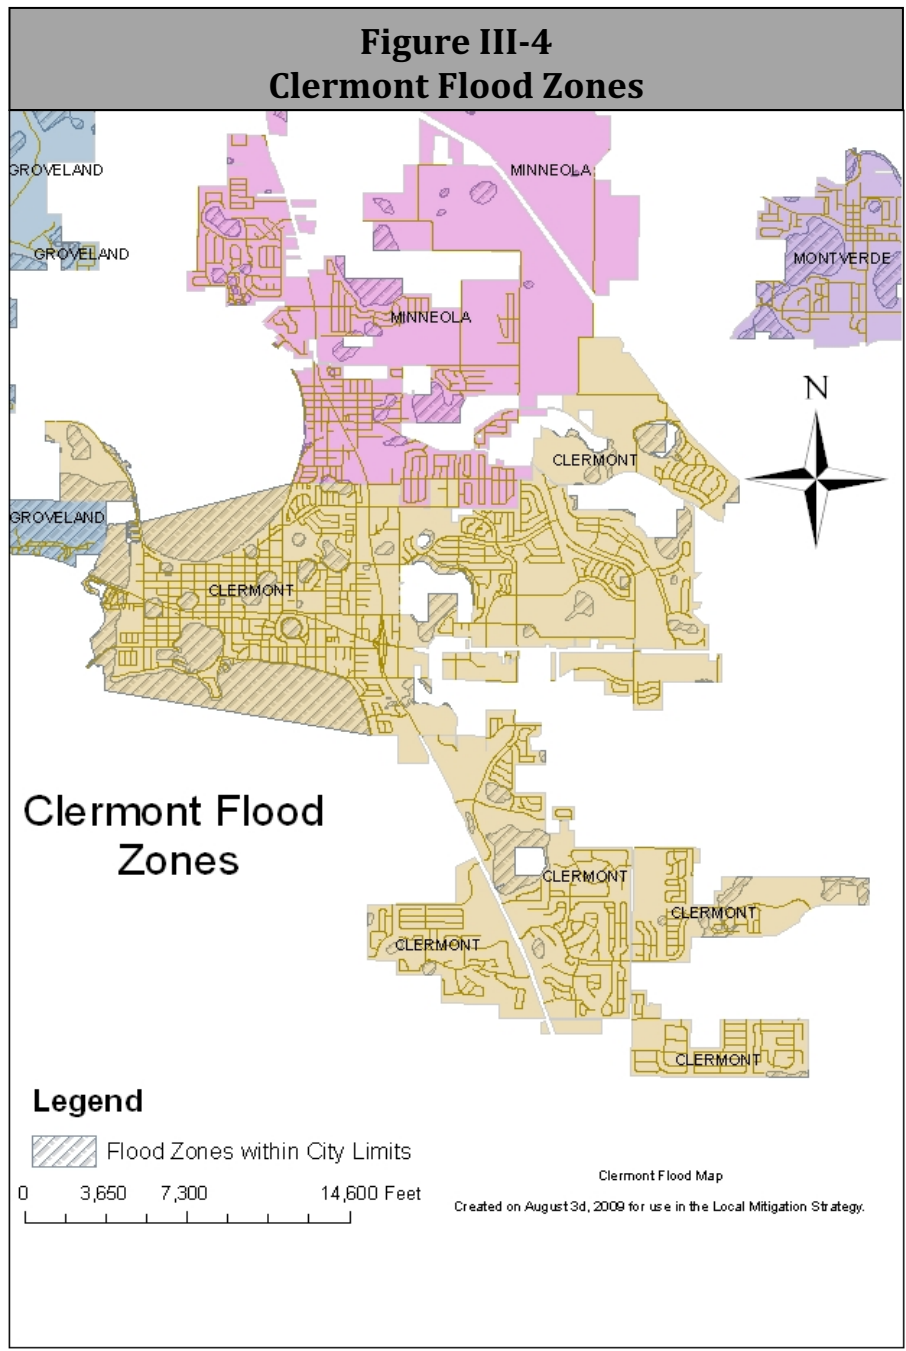 Figure III-4
Clermont Flood Zones
GROVELAND
MINNEOLA
GROVELAND
MONTVERDE
MINNEOLA
N
CLERMONT
GROVELAND
CLERMONT
Clermont Flood
Zones
CLERMONT
CLERMONT
CLERMONT
CLERMONT
Legend
Flood Zones within City Limits
0 3,650 7,300 14,600 Feet
Clermont Flood Map
Created on August 3d, 2009 for use in the Local Mitigation Strategy.